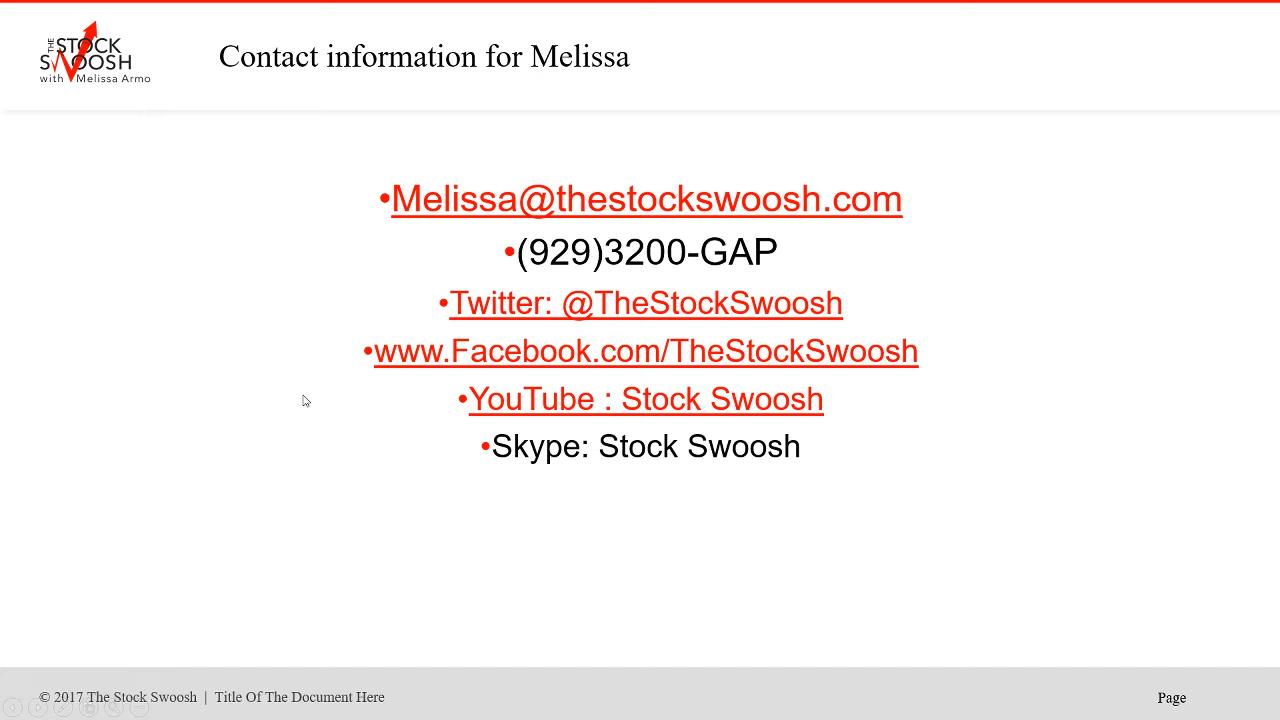 THE STOCK
SWOOSH
with Melissa Armo
Contact information for Melissa
•Melissa@thestockswoosh.com
•(929)3200-GAP
•Twitter: @TheStockSwoosh
•www.Facebook.com/TheStockSwoosh
•YouTube : Stock Swoosh
•Skype: Stock Swoosh
© 2017 The Stock Swoosh | Title Of The Document Here
Page